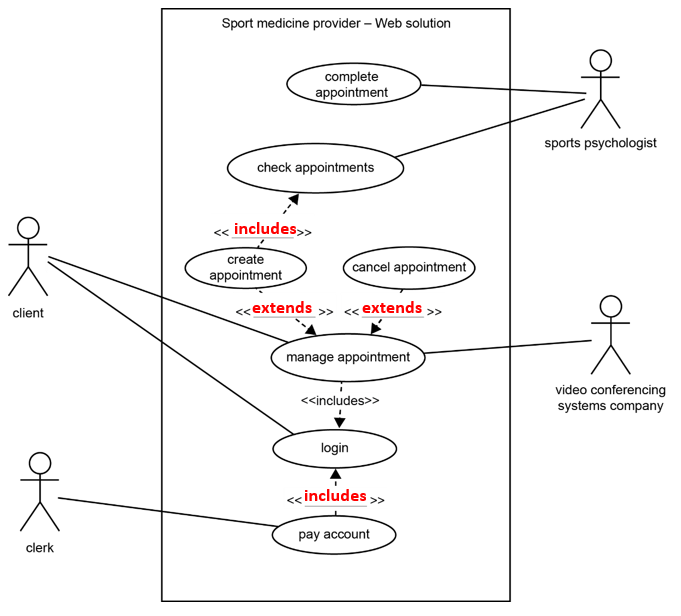 Sport medicine provider – Web solution
complete
appointment
sports psychologist
check appointments
<< includes>>
create
appointment
cancel appointment
client
<< extends >>
<< extends >>
manage appointment
video conferencing
systems company
<<includes>>
login
<< includes >>
pay account
clerk